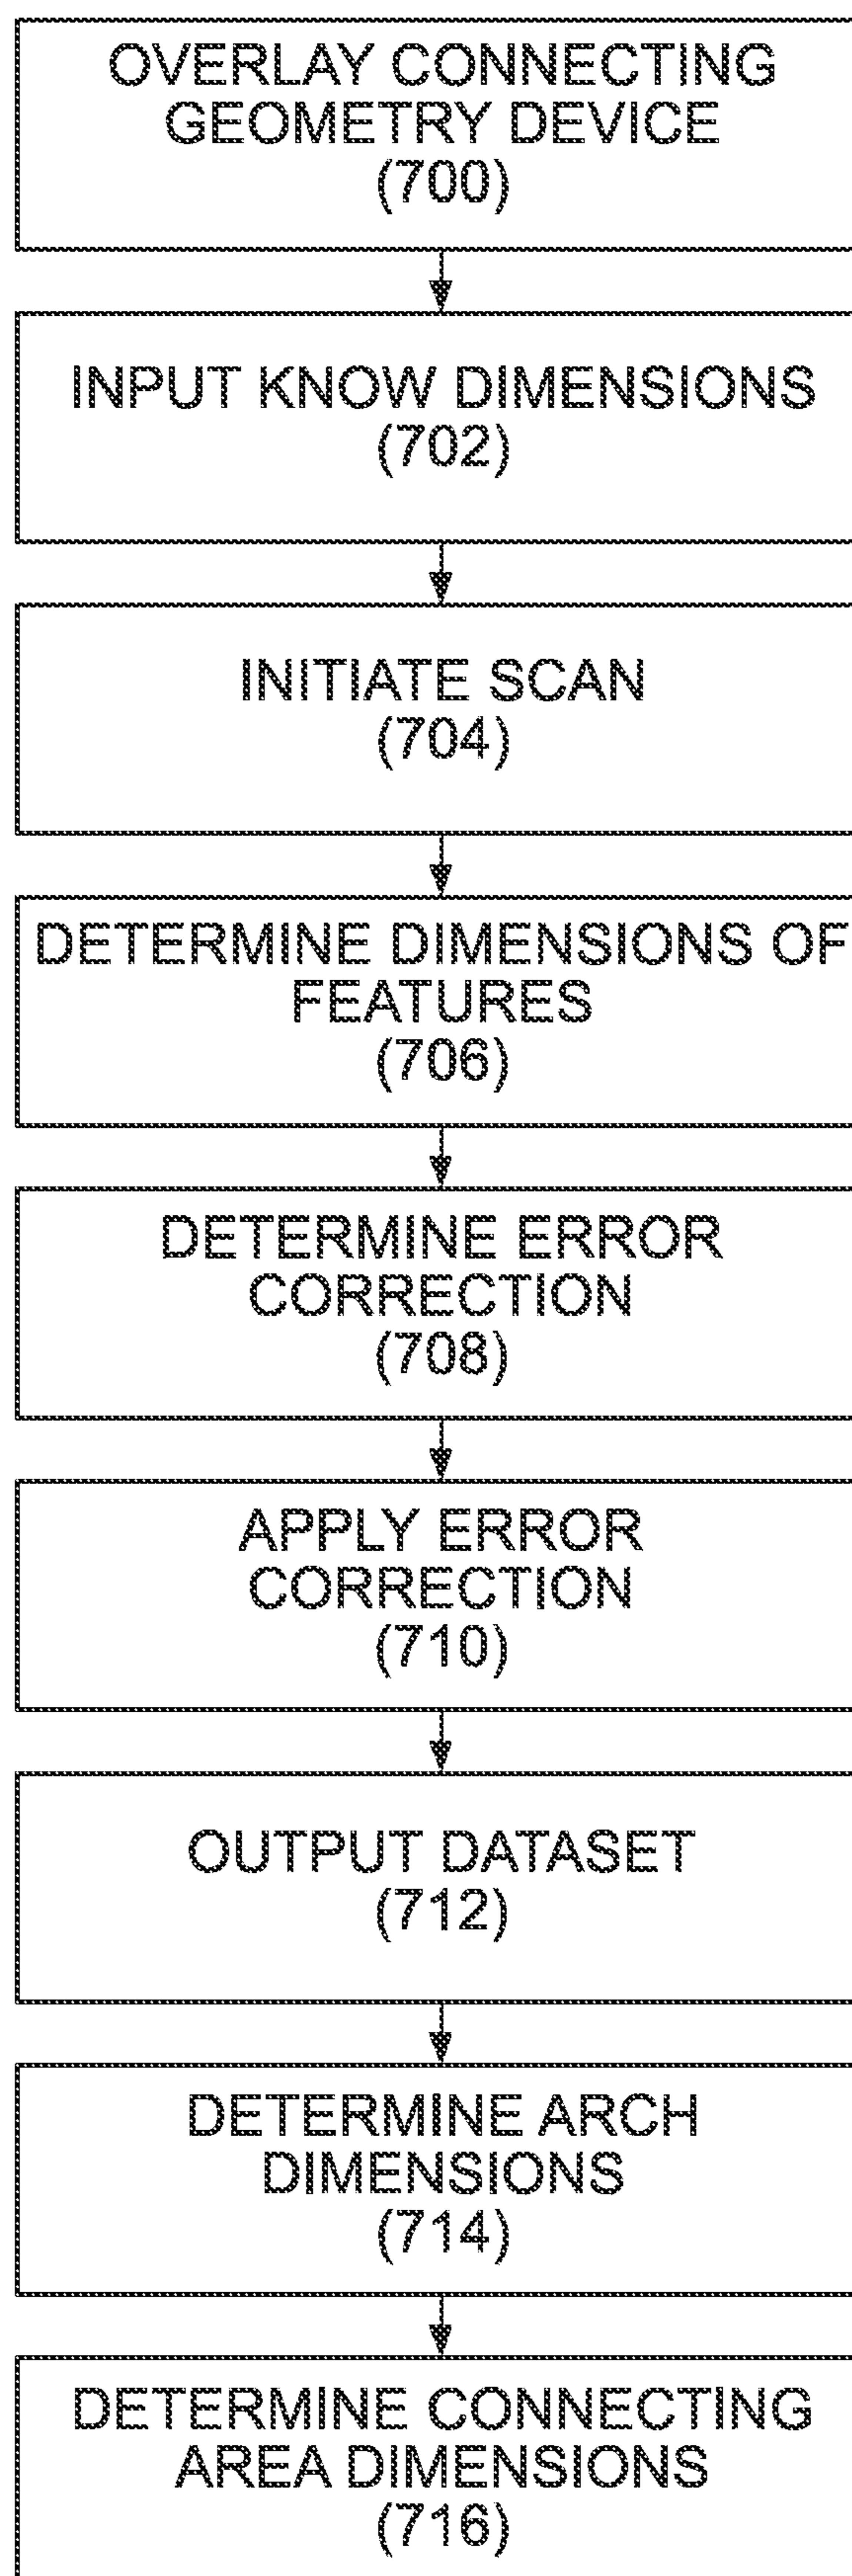 OVERLAY CONNECTING
GEOMETRY DEVICE
(700)
INPUT KNOW DIMENSIONS
(702)
INITIATE SCAN
(704)
DETERMINE DIMENSIONS OF
FEATURES
(706)
DETERMINE ERROR
CORRECTION
(708)
APPLY ERROR
CORRECTION
(710)
OUTPUT DATASET
(712)
DETERMINE ARCH
DIMENSIONS
(714)
DETERMINE CONNECTING
AREA DIMENSIONS
(716)